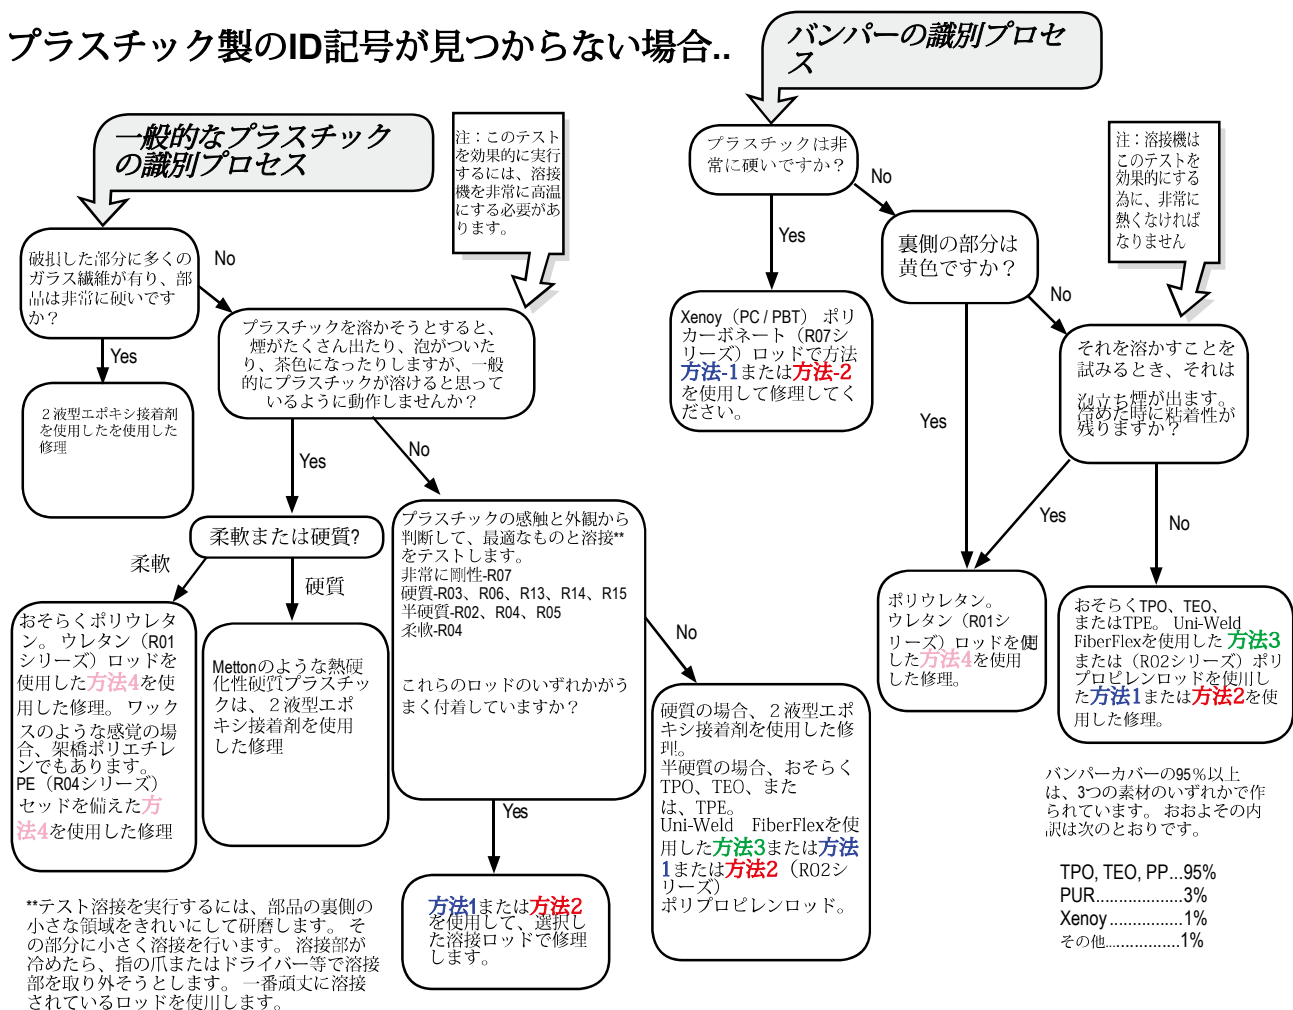 プラスチック製のID記号が見つからない場合..
一般的なプラスチック
の識別プロセス
注：このテスト
を効果的に実行
するには、溶接
機を非常に高温
にする必要があ
ります。
破損した部分に多くの
ガラス繊維が有り、部
品は非常に硬いです
か？
No
Yes
２液型エポキシ接着剤
を使用したを使用した
修理
プラスチックを溶かそうとすると、
煙がたくさん出たり、泡がついた
り、茶色になったりしますが、一般
的にプラスチックが溶けると思って
いるように動作しませんか？
Yes
No
柔軟または硬質?
柔軟
硬質
おそらくポリウレタ
ン。 ウレタン（R01
シリーズ）ロッドを
使用した方法4を使
用した修理。 ワック
スのような感覚の場
合、架橋ポリエチレ
ンでもあります。
PE（R04シリーズ）
セッドを備えた方
法4を使用した修理
Mettonのような熱硬
化性硬質プラスチッ
クは、２液型エポ
キシ接着剤を使用
した修理
プラスチックの感触と外観から
判断して、最適なものと溶接**
をテストします。
非常に剛性-R07
硬質-R03、R06、R13、R14、R15
半硬質-R02、R04、R05
柔軟-R04
これらのロッドのいずれかがう
まく付着していますか？
Yes
No
方法1または方法2
を使用して、選択し
た溶接ロッドで修理
します。
硬質の場合、２液型エポ
キシ接着剤を使用した修
理。
半硬質の場合、おそらく
TPO、TEO、また
は、TPE。
Uni-Weld　FiberFlexを使
用した方法3または方法
1または方法2（R02シ
リーズ）
ポリプロピレンロッド。
**テスト溶接を実行するには、部品の裏側の
小さな領域をきれいにして研磨します。 そ
の部分に小さく溶接を行います。 溶接部が
冷めたら、指の爪またはドライバー等で溶接
部を取り外そうとします。 一番頑丈に溶接
されているロッドを使用します。
バンパーの識別プロセ
ス
プラスチックは非
常に硬いですか？
No
Yes
Xenoy（PC / PBT） ポリ
カーボネート（R07シ
リーズ）ロッドで方法
方法-1または方法-2
を使用して修理してく
ださい。
裏側の部分は
黄色ですか？
No
Yes
注：溶接機は
このテストを
効果的にする
為に、非常に
熱くなければ
なりません
それを溶かすことを
試みるとき、それは
泡立ち煙が出ます。
冷めた時に粘着性が
残りますか？
Yes
No
ポリウレタン。
ウレタン（R01シ
リーズ）ロッドを使用
した方法4を使用
した修理。
おそらくTPO、TEO、
またはTPE。 Uni-Weld
FiberFlexを使用した 方法3
または（R02シリーズ）ポリ
プロピレンロッドを使用し
た方法1または方法2を使
用した修理。
バンパーカバーの95％以上
は、3つの素材のいずれかで作
られています。 おおよその内
訳は次のとおりです。
TPO, TEO, PP...95%
PUR...................3%
Xenoy ................1%
その他.................1%